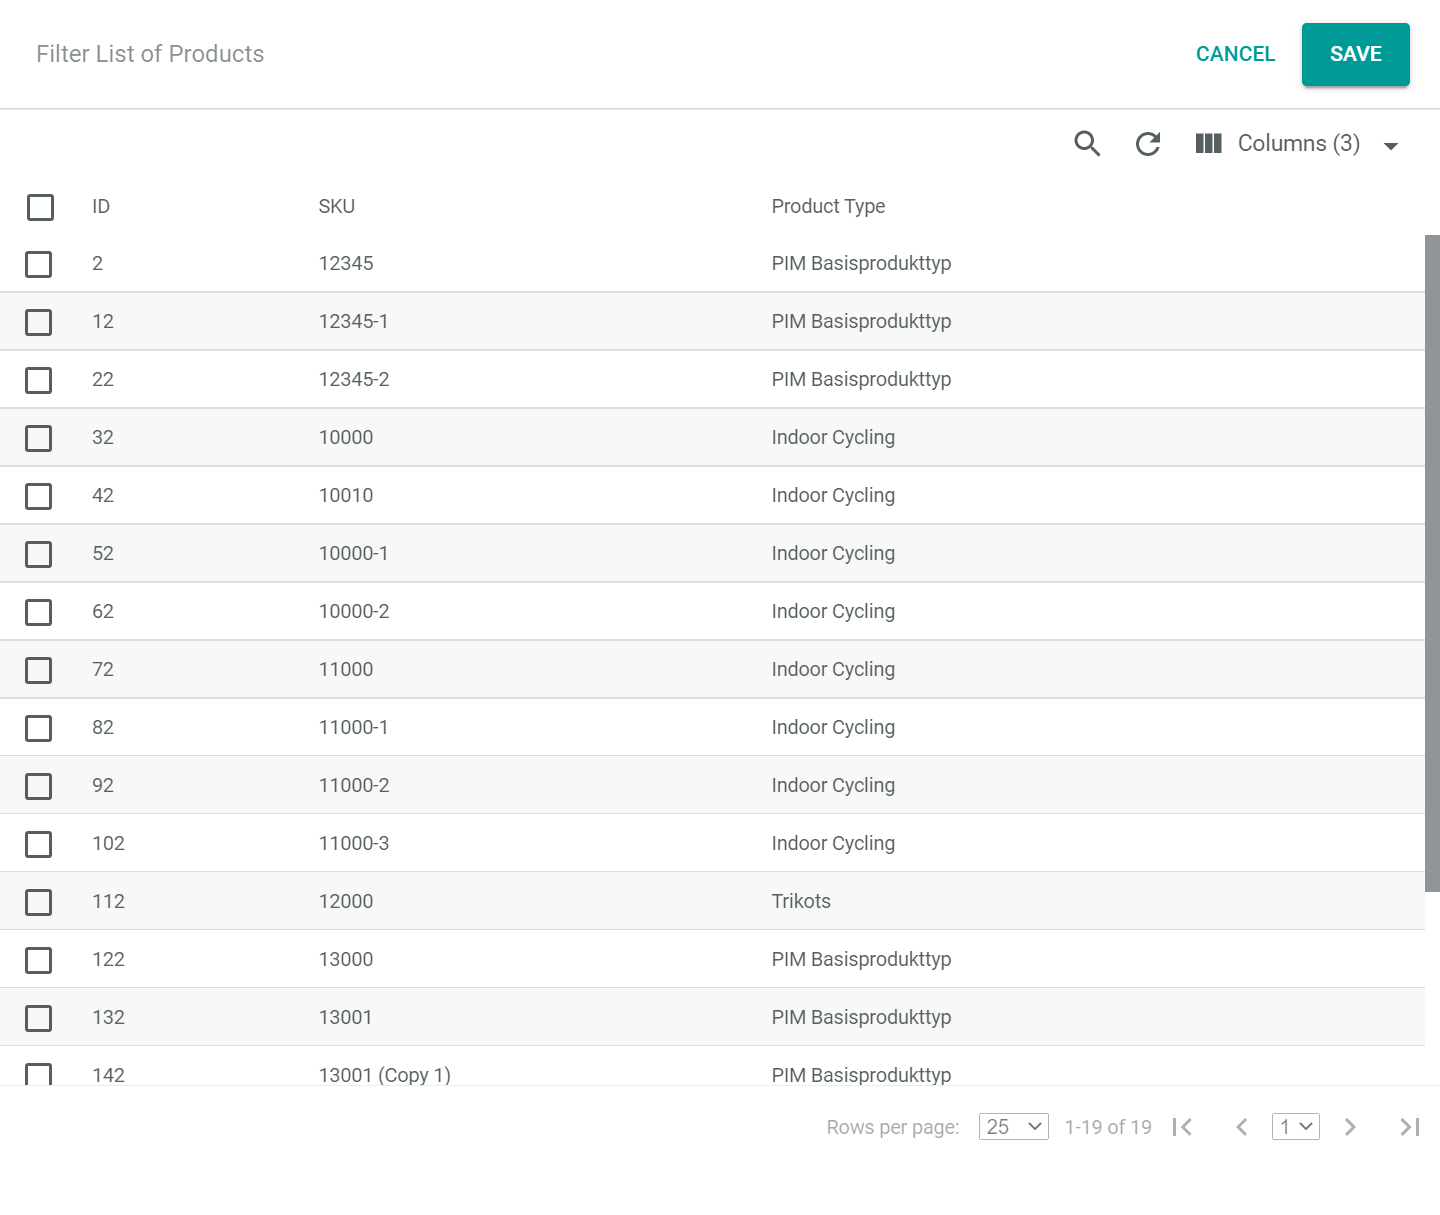 Filter List of Products CANCEL SAVE
Columns (3)
ID SKU Product Type
2 12345 PIM Basisprodukttyp
12 12345-1 PIM Basisprodukttyp
22 12345-2 PIM Basisprodukttyp
32 10000 Indoor Cycling
42 10010 Indoor Cycling
52 10000-1 Indoor Cycling
62 10000-2 Indoor Cycling
72 11000 Indoor Cycling
82 11000-1 Indoor Cycling
92 11000-2 Indoor Cycling
102 11000-3 Indoor Cycling
112 12000 Trikots
122 13000 PIM Basisprodukttyp
132 13001 PIM Basisprodukttyp
142 13001 (Copy 1) PIM Basisprodukttyp
Rows per page: 25 1-19 of 19 1